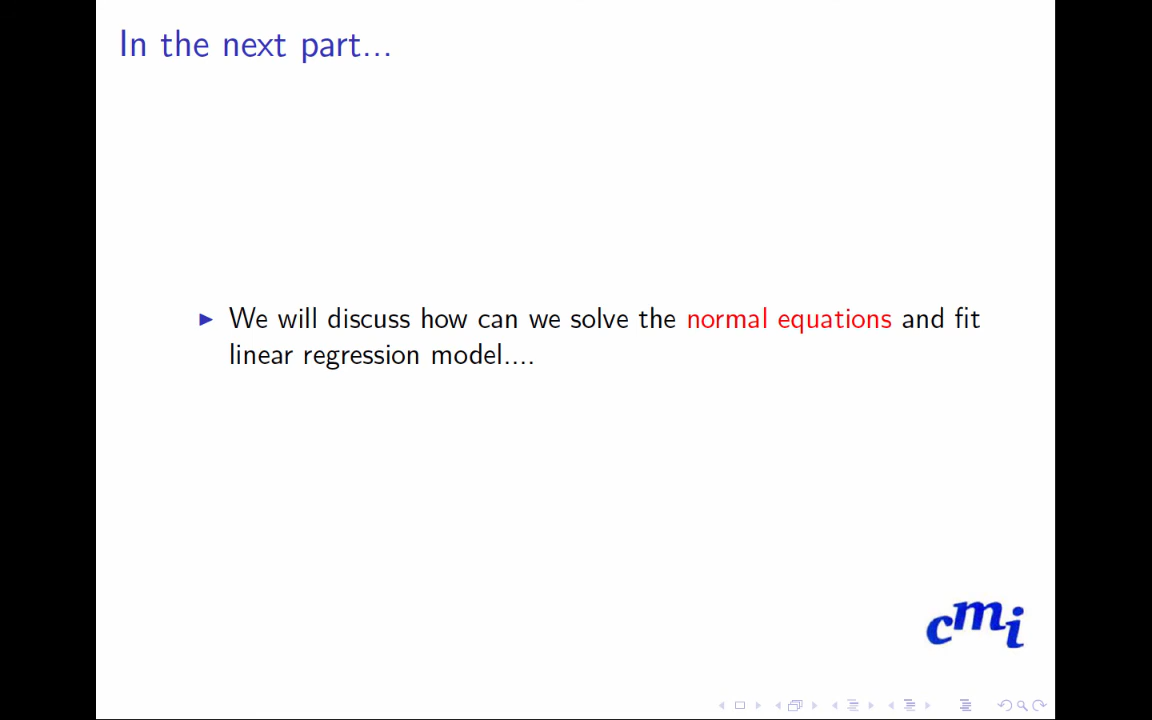 In the next part...
We will discuss how can we solve the normal equations and fit
linear regression model....
cmi